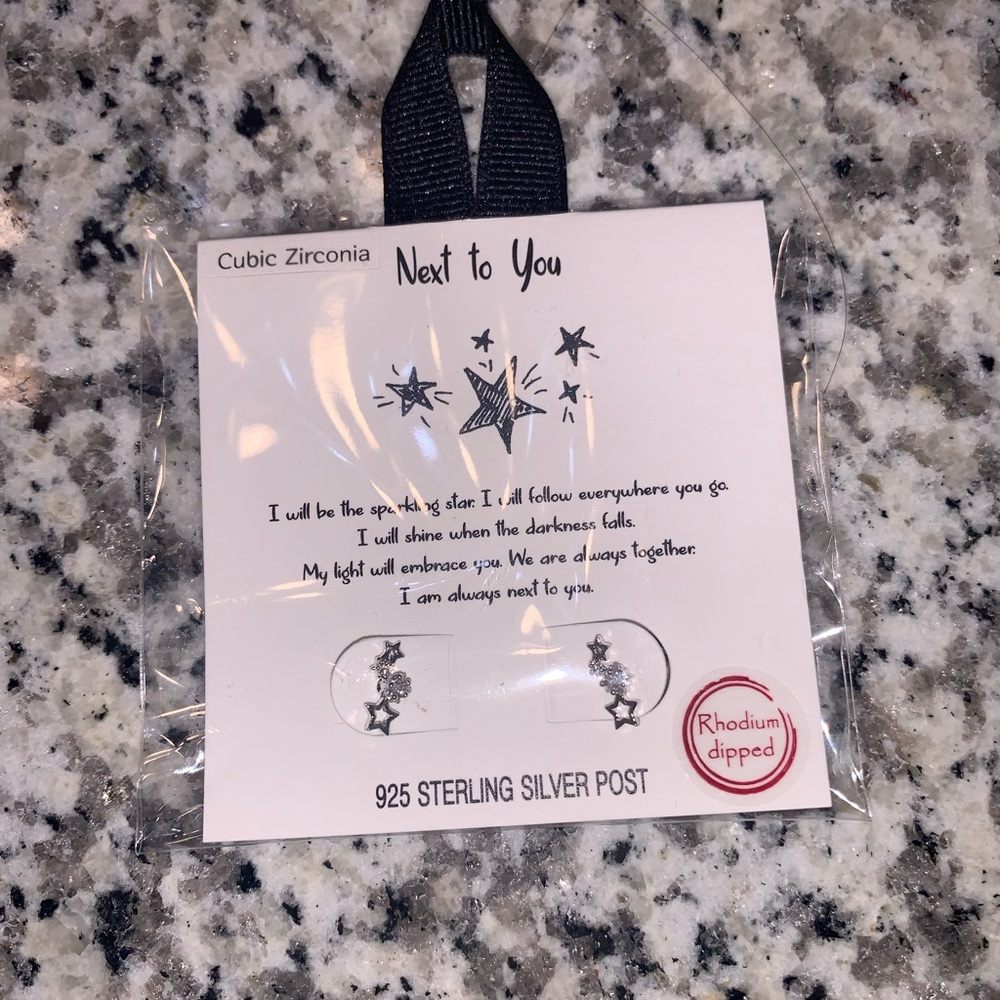 Cubic Zirconia
Next to You
I will be the sparkling star. I will follow everywhere you go.
I will shine when the darkness falls.
My light will embrace you. We are always together.
I am always next to you.
Rhodium
dipped
925 STERLING SILVER POST